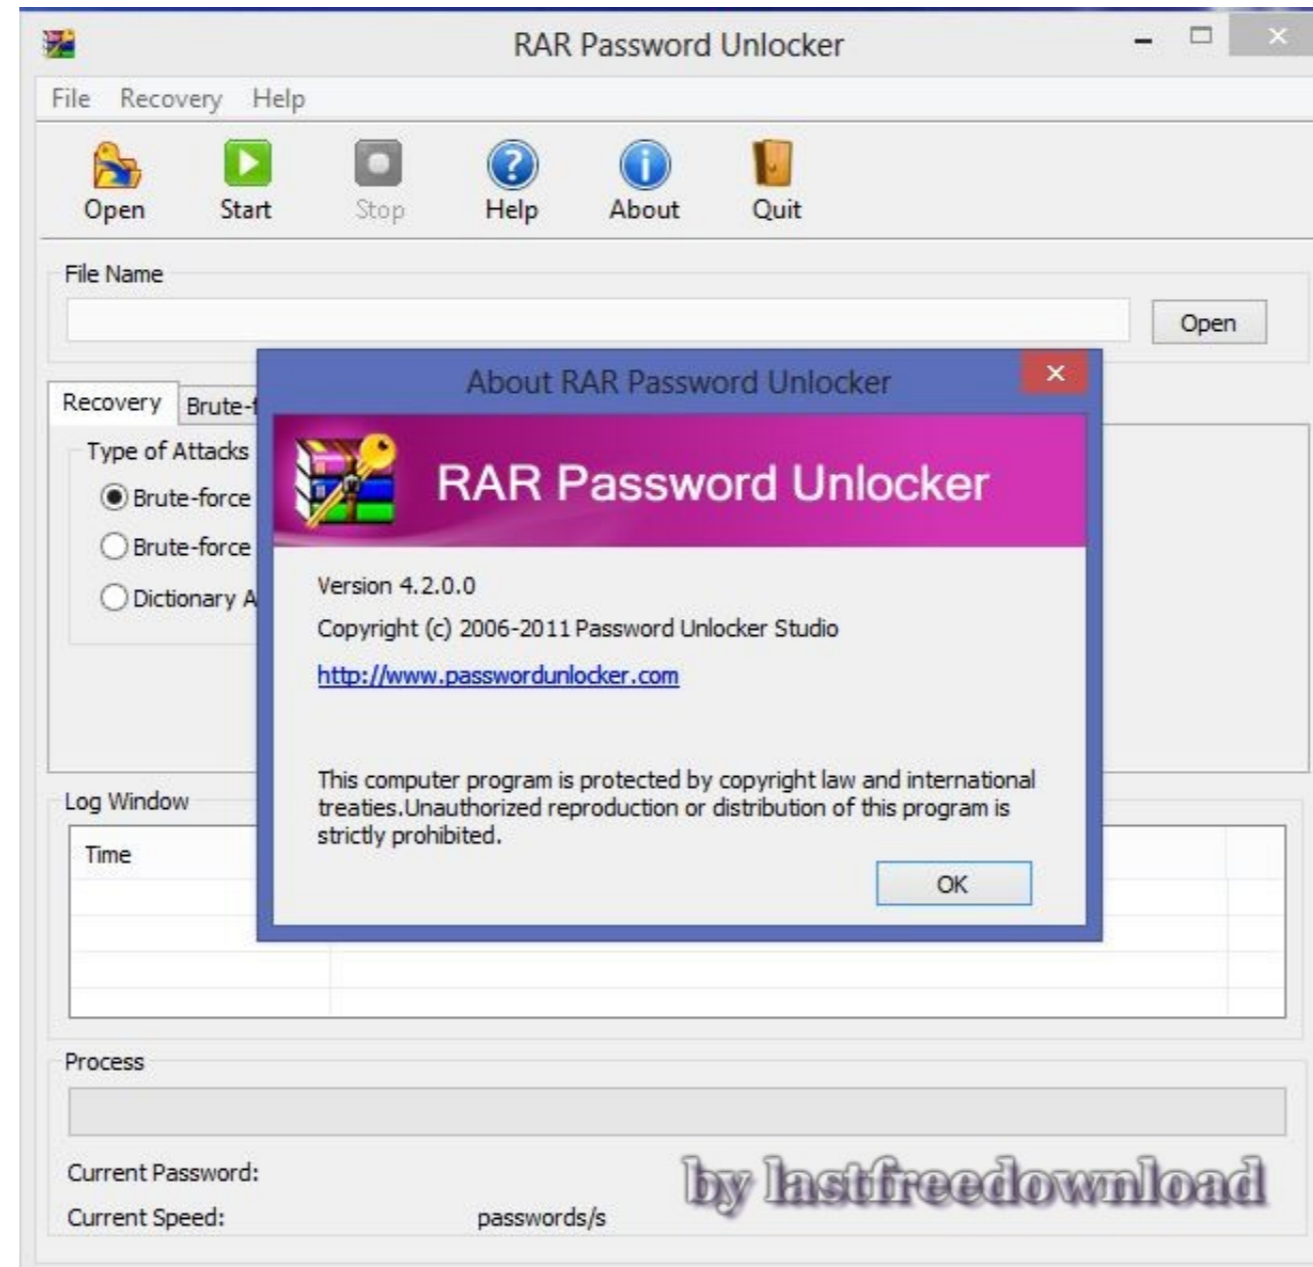 RAR Password Unlocker
File Recovery Help
Open Start Stop Help About Quit
File Name
Open
Recovery Brute-f
Type of Attacks
Brute-force
Brute-force
Dictionary A
About RAR Password Unlocker
RAR Password Unlocker
Version 4.2.0.0
Copyright (c) 2006-2011 Password Unlocker Studio
http://www.passwordunlocker.com
This computer program is protected by copyright law and international
treaties.Unauthorized reproduction or distribution of this program is
strictly prohibited.
OK
Log Window
Time
Process
Current Password:
Current Speed: passwords/s
by lastfreedownload